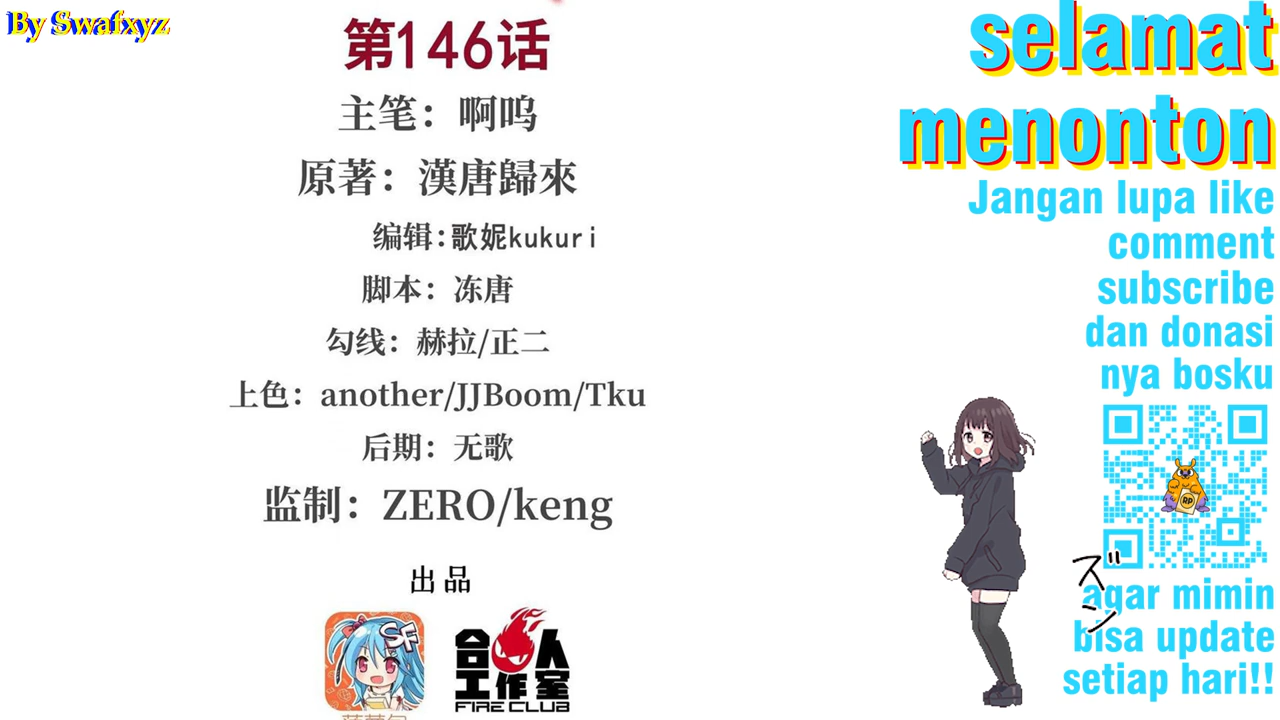 By Swafxyz
第146话
主笔：啊呜
原著：漢唐歸來
编辑:歌妮kukuri
脚本：冻唐
勾线：赫拉/正二
上色：another/JJBoom/Tku
后期：无歌
监制：ZERO/keng
出品
SF
合火人
工作室
FIRE CLUB
selamat
menonton
Jangan lupa like
comment
subscribe
dan donasi
nya bosku
RP
ズン
agar mimin
bisa update
setiap hari!!